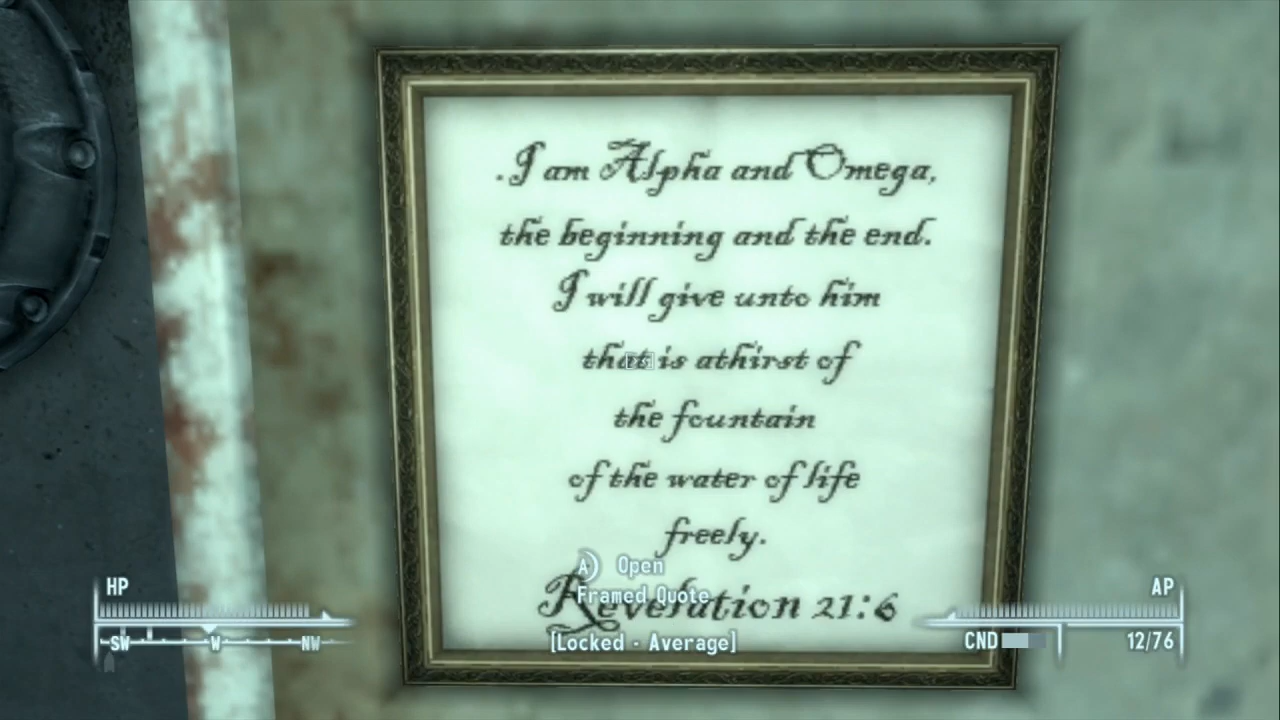 .I am Alpha and Omega,
the beginning and the end.
I will give unto him
that is athirst of
the fountain
of the water of life
freely.
A) Open
Framed Quote
Revelation 21:6
[Locked - Average]
HP
SW W NW
AP
CND 12/76